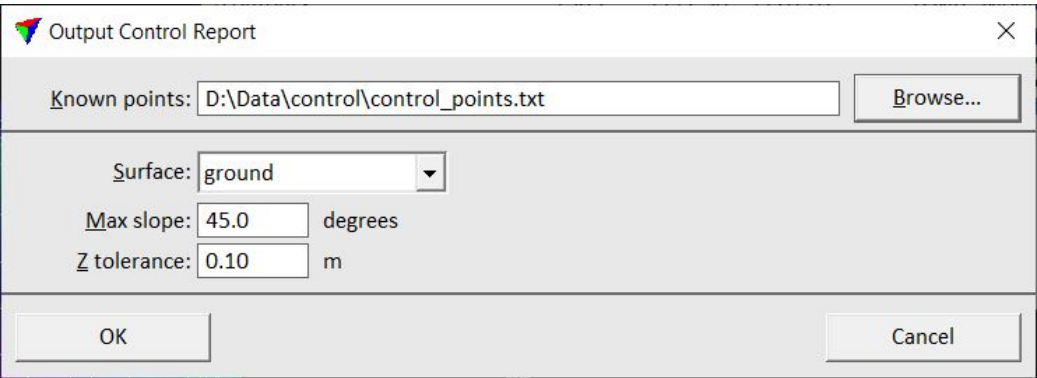 Output Control Report
Known points: D:\Data\control\control_points.txt Browse...
Surface: ground
Max slope: 45.0 degrees
Z tolerance: 0.10 m
OK Cancel